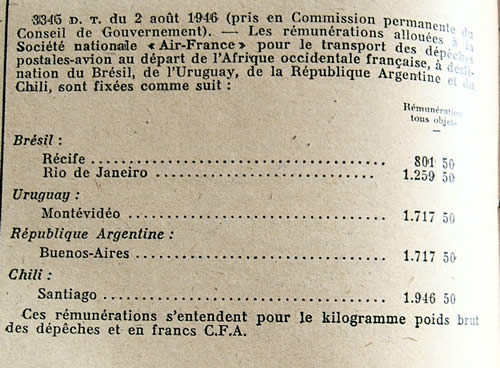 3345 D. T. du 2 août 1946 (pris en Commission permanente du
Conseil de Gouvernement). — Les rémunérations allouées à la
Société nationale « Air-France » pour le transport des dépêches
postales-avion au départ de l'Afrique occidentale française, à desti-
nation du Brésil, de l'Uruguay, de la République Argentine et du
Chili, sont fixées comme suit :
Rémunération
tous objets
—
Brésil :
Récife ........................................ 801 50
Rio de Janeiro ................................ 1.259 50
Uruguay :
Montévidéo .................................. 1.717 50
République Argentine :
Buenos-Aires ................................ 1.717 50
Chili :
Santiago .................................... 1.946 50
Ces rémunérations s'entendent pour le kilogramme poids brut
des dépêches et en francs C.F.A.